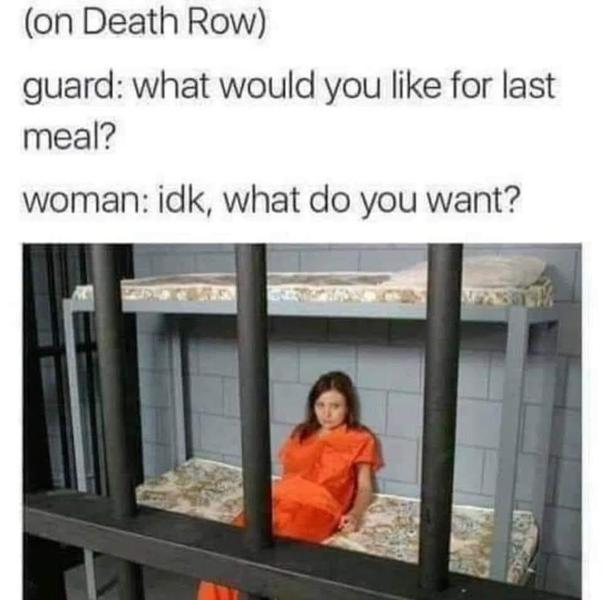 (on Death Row)
guard: what would you like for last
meal?
woman: idk, what do you want?